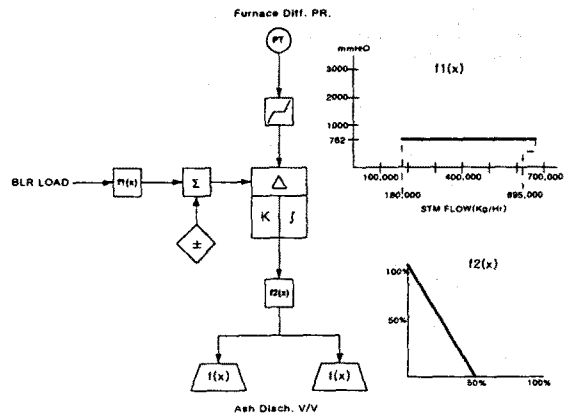 Furnace Diff. PR.
PT
BLR LOAD
f1(x)
Σ
△
K ∫
±
f2(x)
f(x)
f(x)
Ash Disch. V/V
mmH2O
f1(x)
3000
2000
1000
762
100,000
400,000
700,000
180,000
695,000
STM FLOW(Kg/Hr)
f2(x)
100%
50%
50%
100%